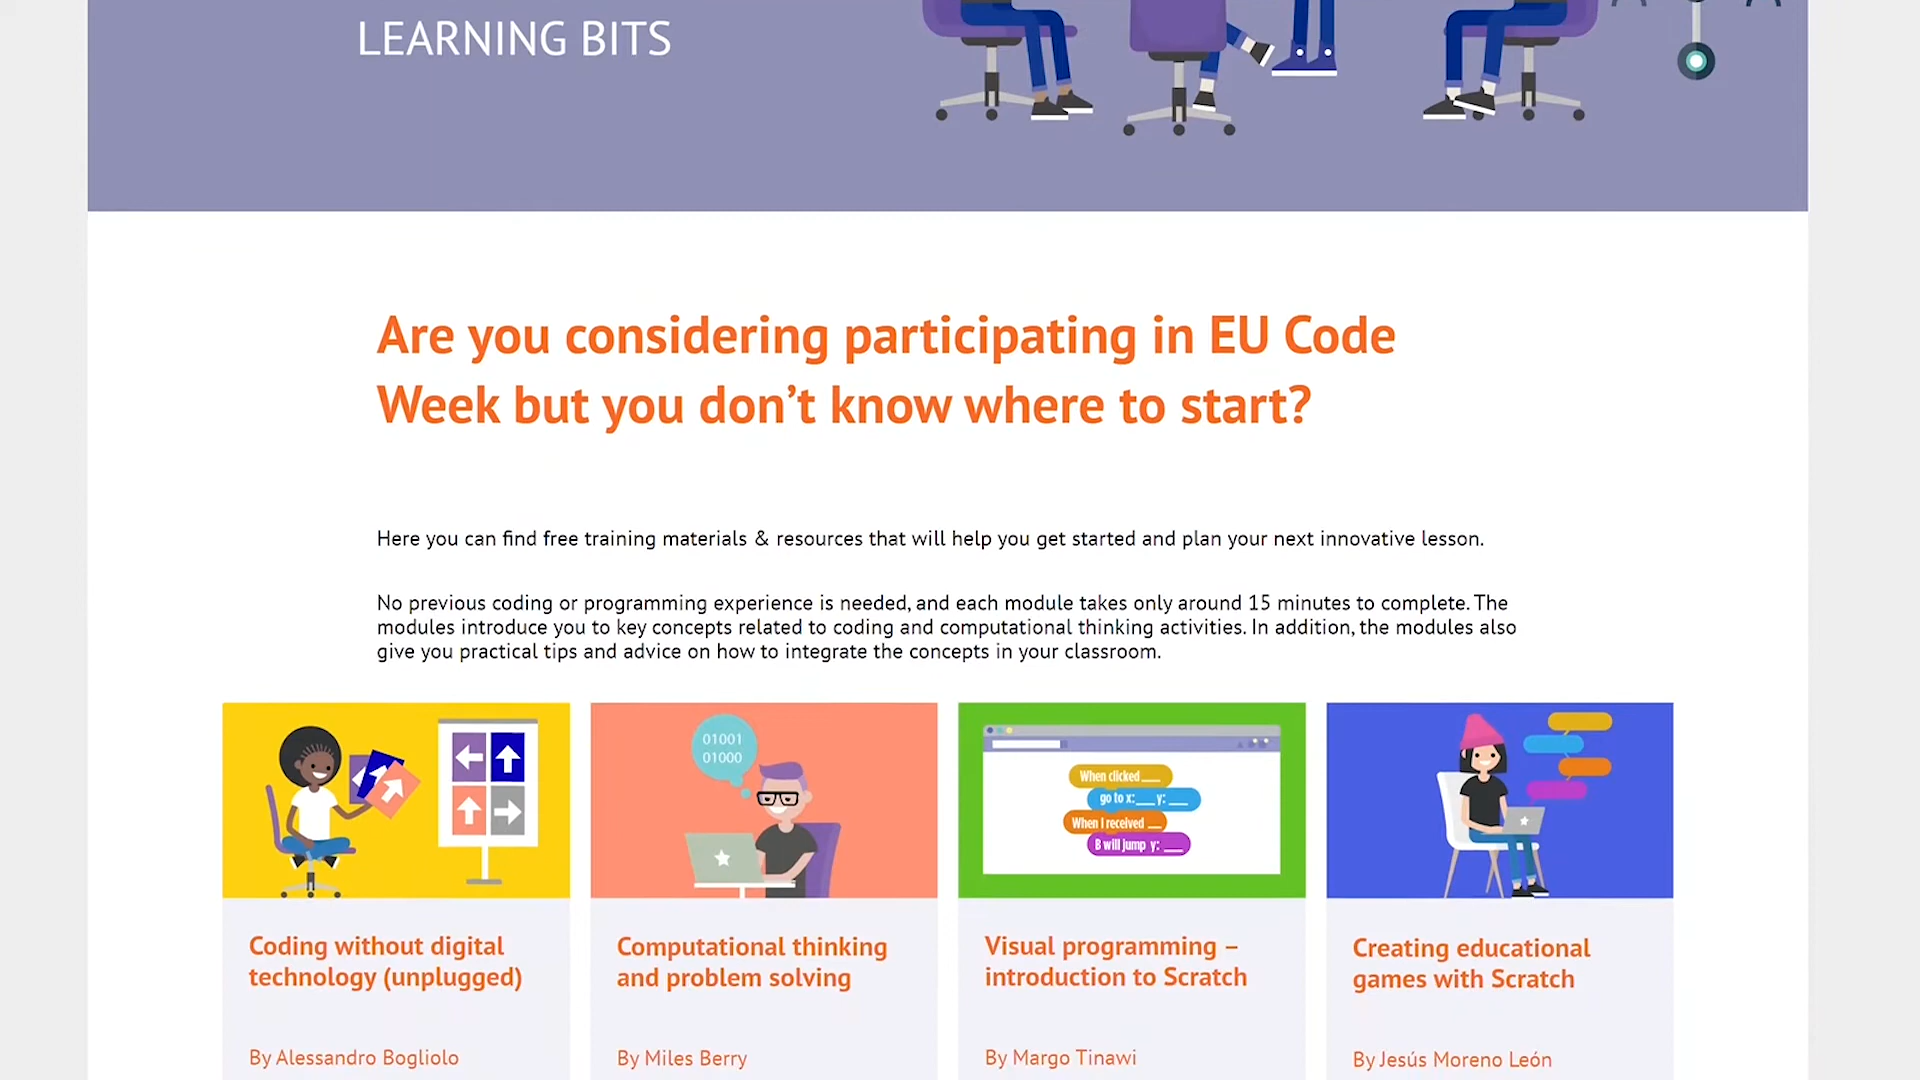 LEARNING BITS
Are you considering participating in EU Code
Week but you don’t know where to start?
Here you can find free training materials & resources that will help you get started and plan your next innovative lesson.
No previous coding or programming experience is needed, and each module takes only around 15 minutes to complete. The
modules introduce you to key concepts related to coding and computational thinking activities. In addition, the modules also
give you practical tips and advice on how to integrate the concepts in your classroom.
01001
01000
When clicked ___
go to x:___ y: ___
When I received __
B will jump y: ___
Coding without digital
technology (unplugged)
Computational thinking
and problem solving
Visual programming –
introduction to Scratch
Creating educational
games with Scratch
By Alessandro Bogliolo
By Miles Berry
By Margo Tinawi
By Jesús Moreno León